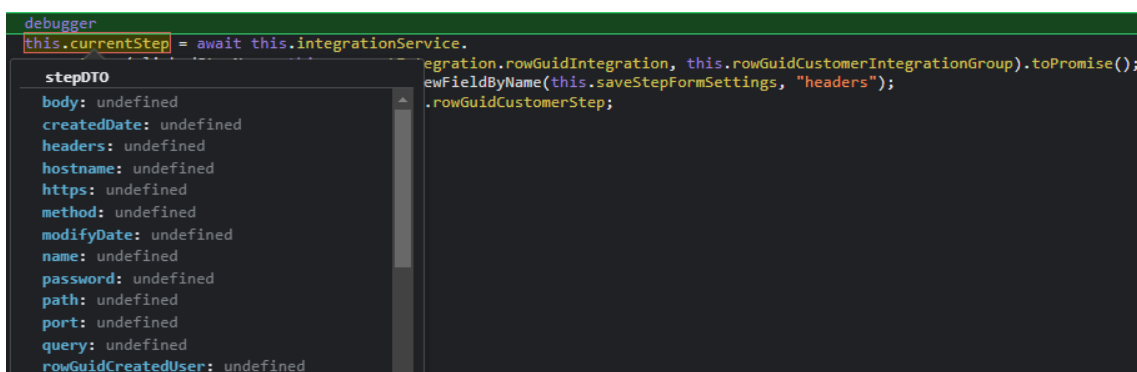 debugger
this.currentStep = await this.integrationService.
tegration.rowGuidIntegration, this.rowGuidCustomerIntegrationGroup).toPromise();
ewFieldByName(this.saveStepFormSettings, "headers");
.rowGuidCustomerStep;
stepDTO
body: undefined
createdDate: undefined
headers: undefined
hostname: undefined
https: undefined
method: undefined
modifyDate: undefined
name: undefined
password: undefined
path: undefined
port: undefined
query: undefined
rowGuidCreatedUser: undefined